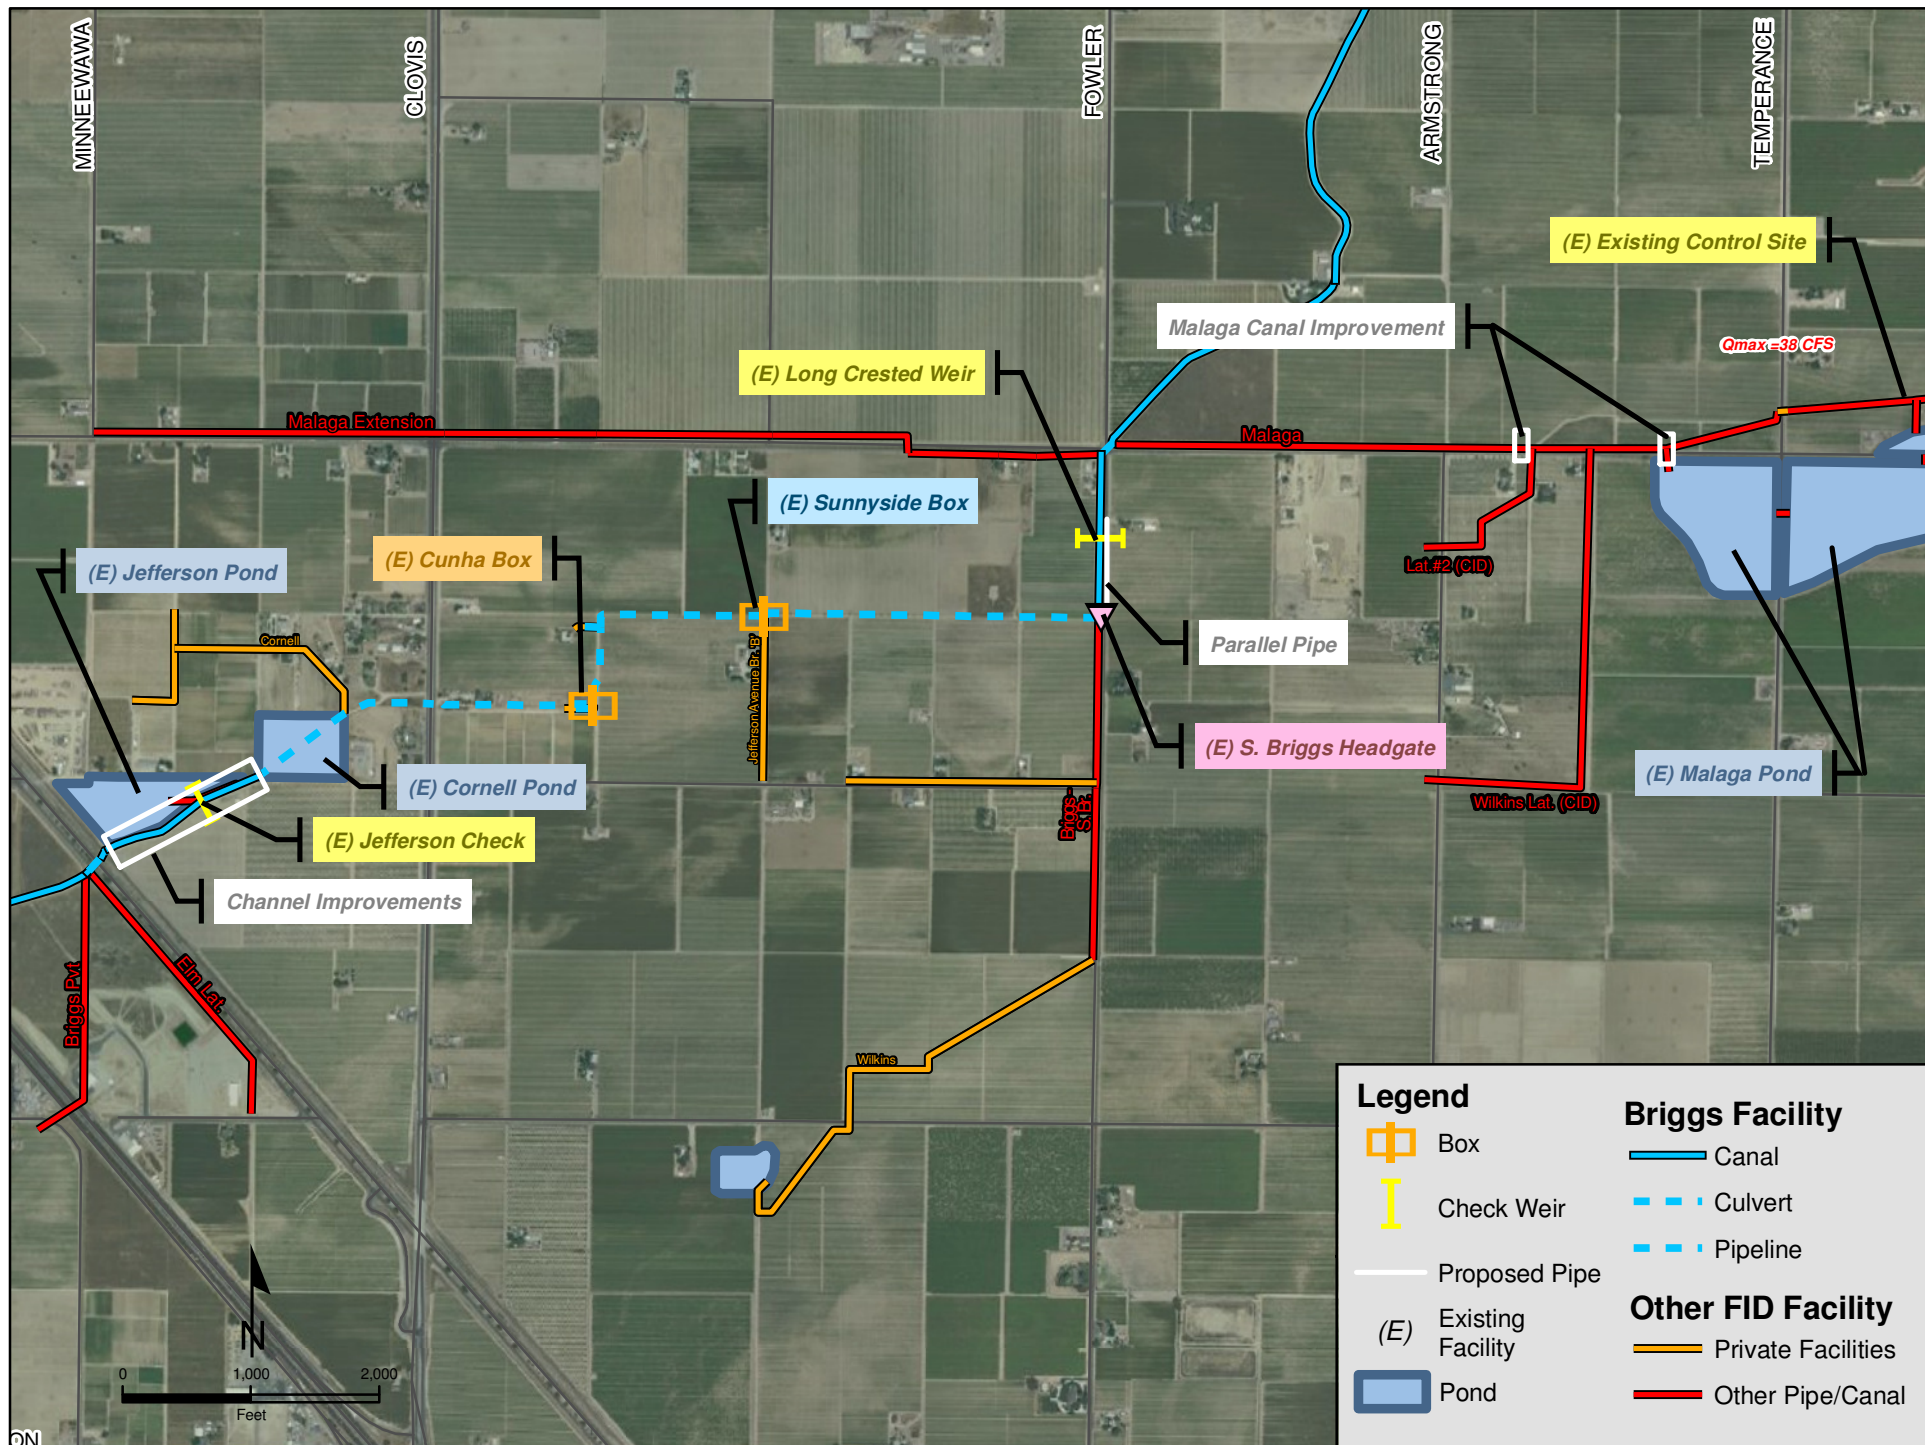 MINNEEWAWA
CLOVIS
FOWLER
ARMSTRONG
TEMPERANCE
(E) Existing Control Site
Malaga Canal Improvement
Qmax =38 CFS
(E) Long Crested Weir
Malaga Extension
Malaga
(E) Sunnyside Box
(E) Cunha Box
(E) Jefferson Pond
Lat.#2 (CID)
Cornell
Jefferson Avenue Br. 'B'
Parallel Pipe
(E) S. Briggs Headgate
(E) Malaga Pond
(E) Cornell Pond
Wilkins Lat. (CID)
Briggs -
S. Br.
(E) Jefferson Check
Channel Improvements
Briggs Pvt
Elm Lat.
Wilkins
N
0 1,000 2,000
Feet
ON
Legend
Box
Check Weir
Proposed Pipe
(E) Existing
Facility
Pond
Briggs Facility
Canal
Culvert
Pipeline
Other FID Facility
Private Facilities
Other Pipe/Canal